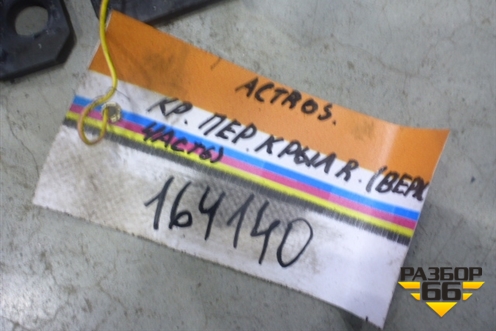 ACTROS.
КР. ПЕР. КРЫЛ R. (ВЕРХ
ЧАСТЬ)
164140
РАЗБОР
66